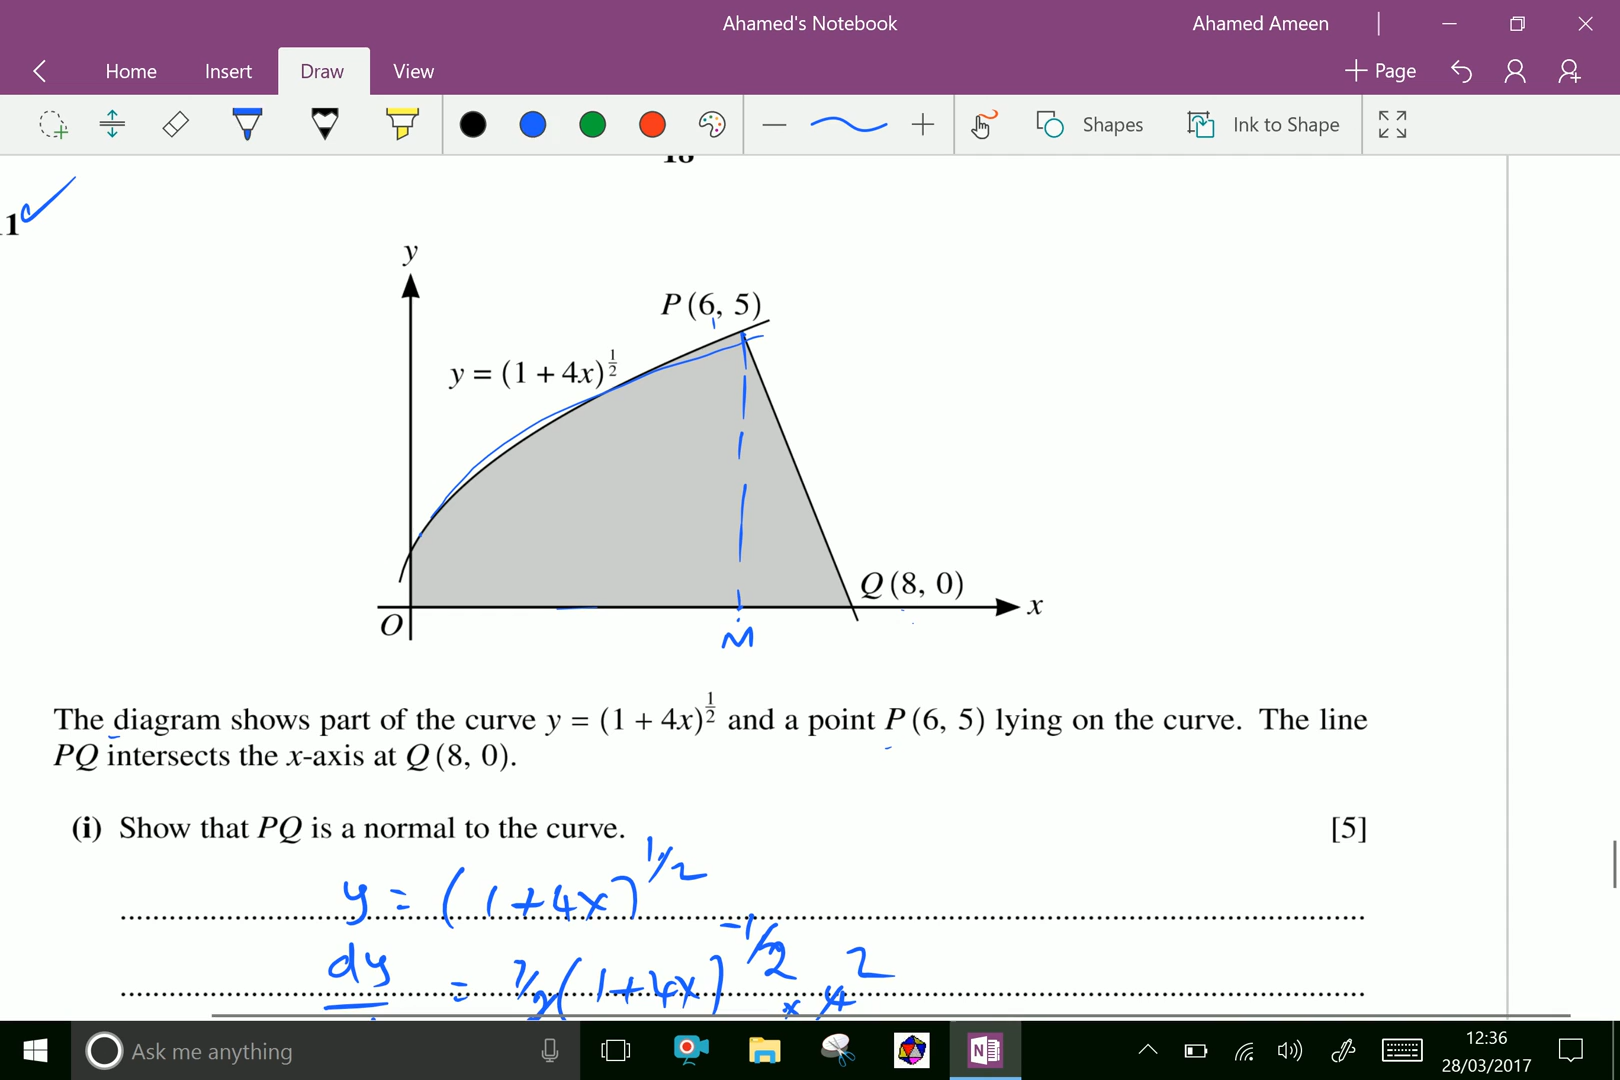 Ahamed's Notebook
Ahamed Ameen
Home Insert Draw View
Page
Shapes
Ink to Shape
18
11
y
P (6, 5)
y = (1 + 4x)^{1/2}
Q (8, 0)
x
O
M
The diagram shows part of the curve y = (1 + 4x)^{1/2} and a point P (6, 5) lying on the curve. The line
PQ intersects the x-axis at Q (8, 0).
(i) Show that PQ is a normal to the curve. [5]
y = (1+4x)^{1/2}
dy = 1/2 (1+4x)^{-1/2} x 4 2
Ask me anything
N
12:36
28/03/2017